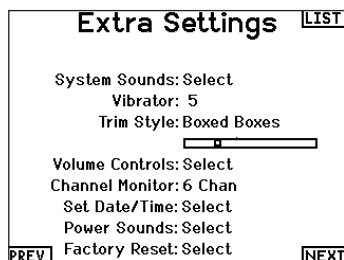 Extra Settings
LIST
System Sounds: Select
Vibrator: 5
Trim Style: Boxed Boxes
Volume Controls: Select
Channel Monitor: 6 Chan
Set Date/Time: Select
Power Sounds: Select
PREV
Factory Reset: Select
NEXT